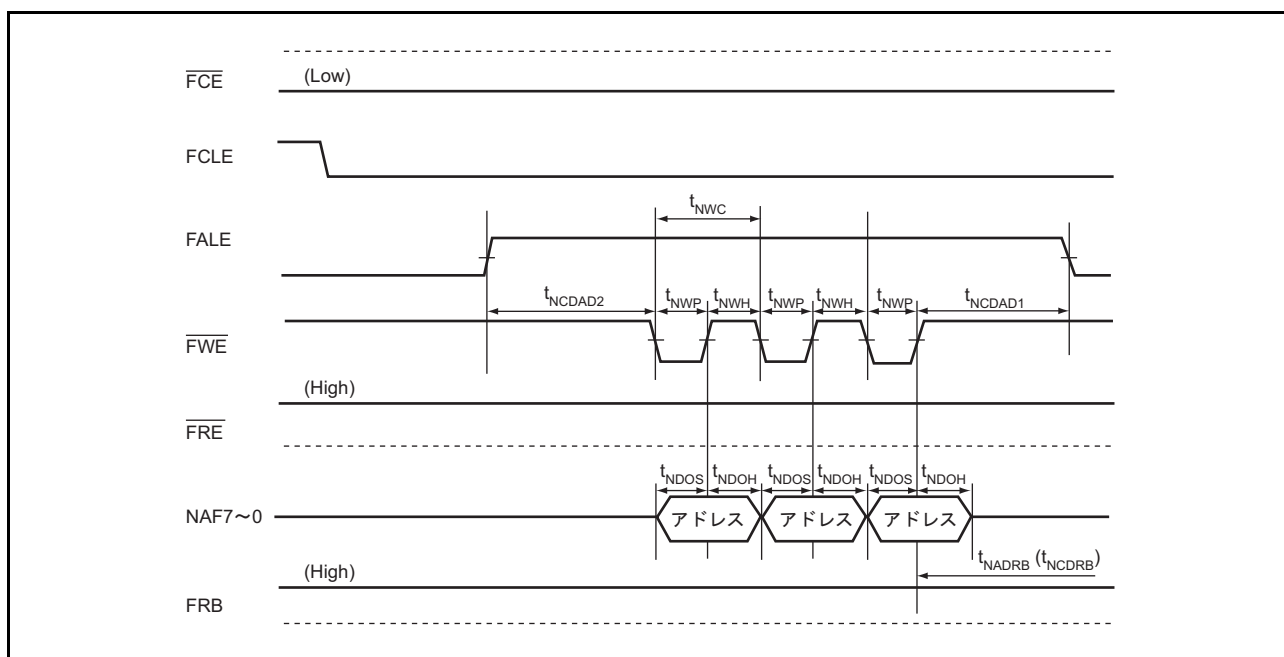 FCE (Low)
FCLE
tNWC
FALE
tNCDAD2 tNWP tNWH tNWP tNWH tNWP tNCDAD1
FWE
(High)
FRE
tNDOS tNDOH tNDOS tNDOH tNDOS tNDOH
NAF7～0 アドレス アドレス アドレス
tNADRB (tNCDRB)
(High)
FRB